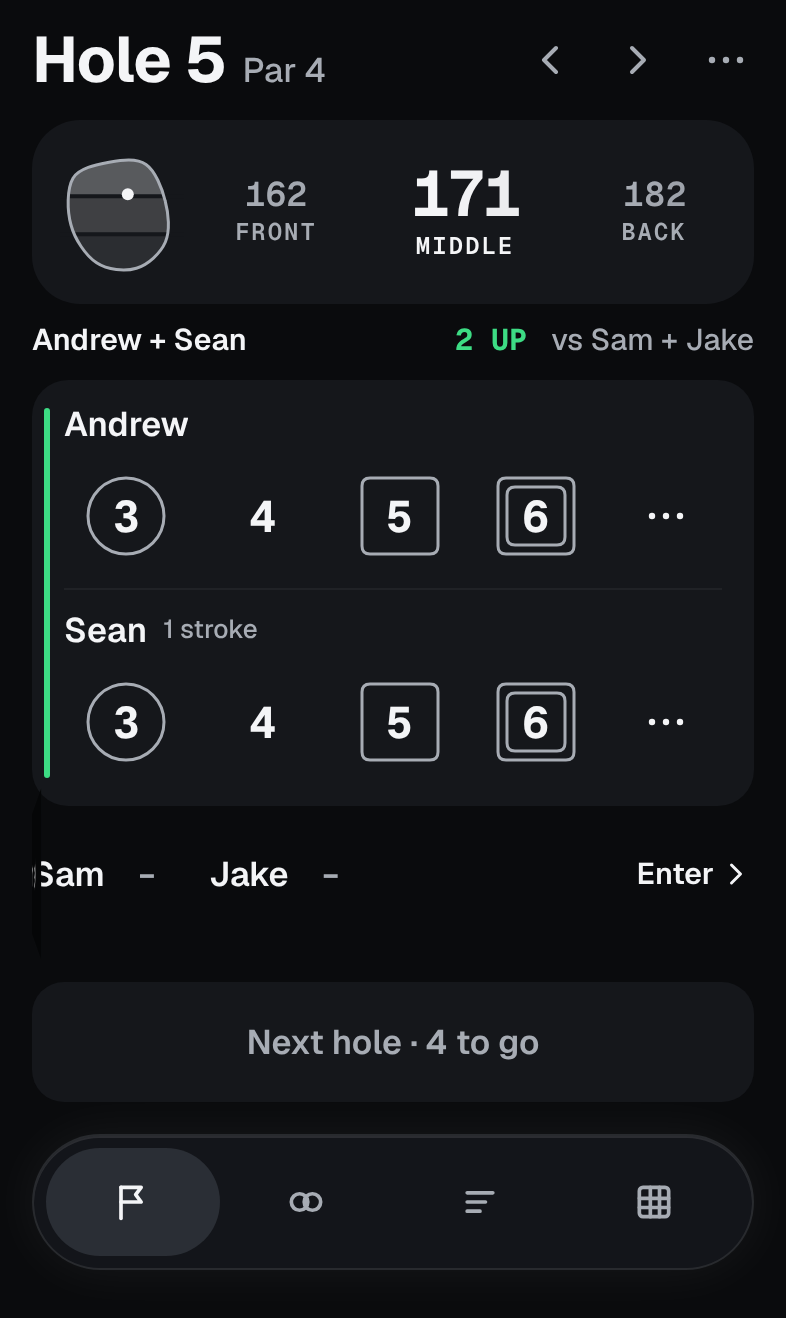 Hole 5 Par 4
162 171 182
FRONT MIDDLE BACK
Andrew + Sean 2 UP vs Sam + Jake
Andrew
3 4 5 6 ...
Sean 1 stroke
3 4 5 6 ...
Sam – Jake – Enter
Next hole · 4 to go